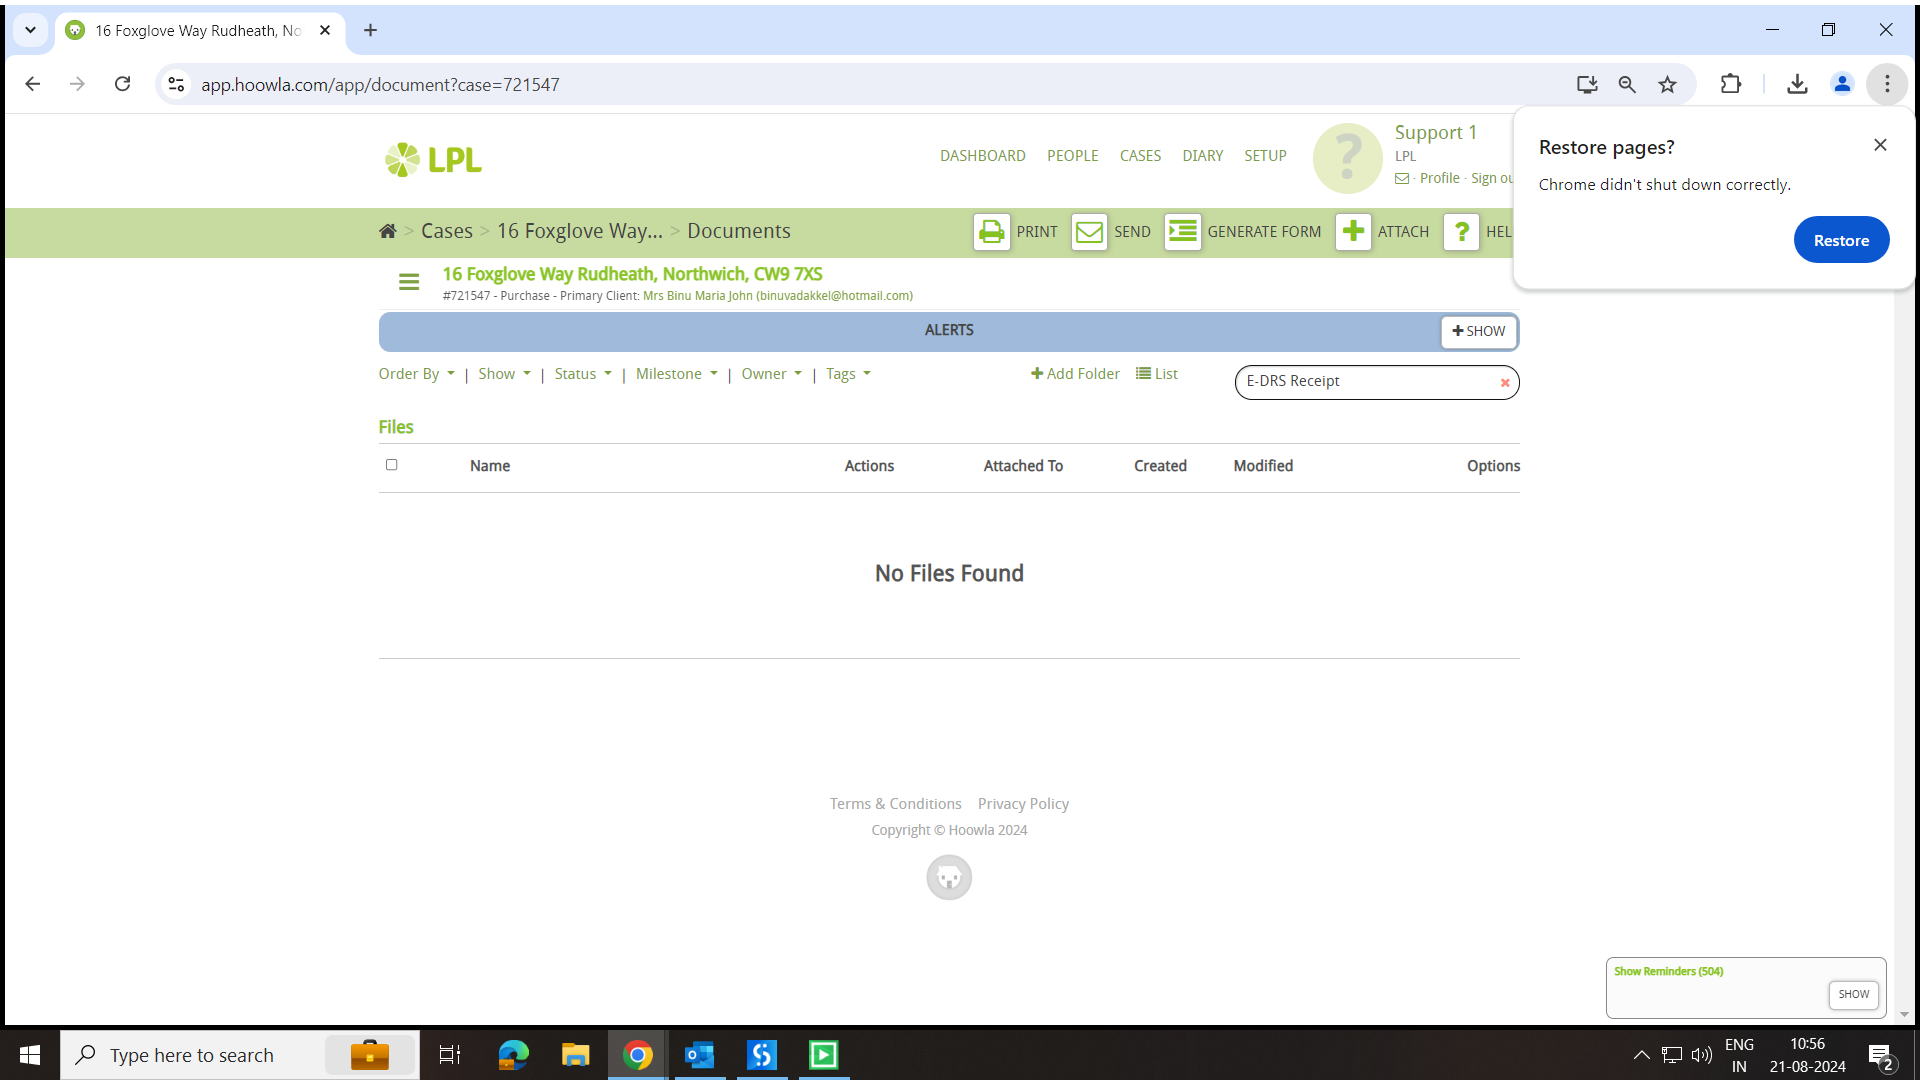 16 Foxglove Way Rudheath, No
app.hoowla.com/app/document?case=721547
Restore pages?
Chrome didn't shut down correctly.
Restore
LPL
DASHBOARD PEOPLE CASES DIARY SETUP
?
Support 1
LPL
· Profile · Sign ou
> Cases > 16 Foxglove Way... > Documents
PRINT SEND GENERATE FORM ATTACH ? HEL
16 Foxglove Way Rudheath, Northwich, CW9 7XS
#721547 - Purchase - Primary Client: Mrs Binu Maria John (binuvadakkel@hotmail.com)
ALERTS
SHOW
Order By | Show | Status | Milestone | Owner | Tags
Add Folder List
E-DRS Receipt
Files
Name Actions Attached To Created Modified Options
No Files Found
Terms & Conditions Privacy Policy
Copyright © Hoowla 2024
Show Reminders (504)
SHOW
Type here to search
ENG
IN
10:56
21-08-2024
2